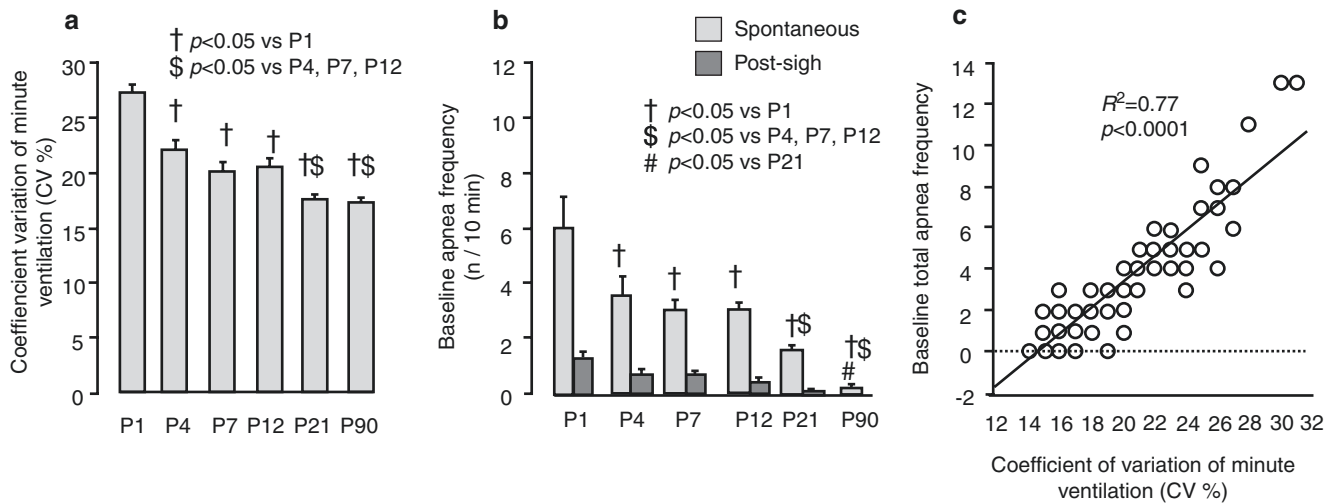 a
† p<0.05 vs P1
$ p<0.05 vs P4, P7, P12
Coeffiencient variation of minute
ventilation (CV %)
30
25
20
15
10
5
0
†
†
†
†$
†$
P1 P4 P7 P12 P21 P90
b
Spontaneous
Post-sigh
† p<0.05 vs P1
$ p<0.05 vs P4, P7, P12
# p<0.05 vs P21
Baseline apnea frequency
(n / 10 min)
12
10
8
6
4
2
0
†
†
†
†$
†$
#
P1 P4 P7 P12 P21 P90
c
R2=0.77
p<0.0001
Baseline total apnea frequency
14
12
10
8
6
4
2
0
-2
12 14 16 18 20 22 24 26 28 30 32
Coefficient of variation of minute
ventilation (CV %)